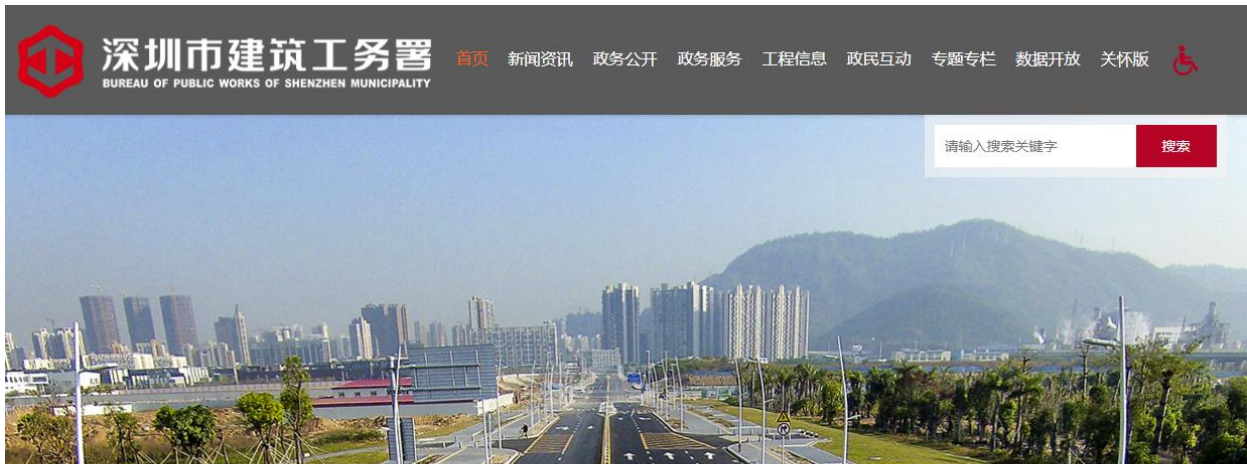 深圳市建筑工务署
BUREAU OF PUBLIC WORKS OF SHENZHEN MUNICIPALITY
首页 新闻资讯 政务公开 政务服务 工程信息 政民互动 专题专栏 数据开放 关怀版
请输入搜索关键字 搜索